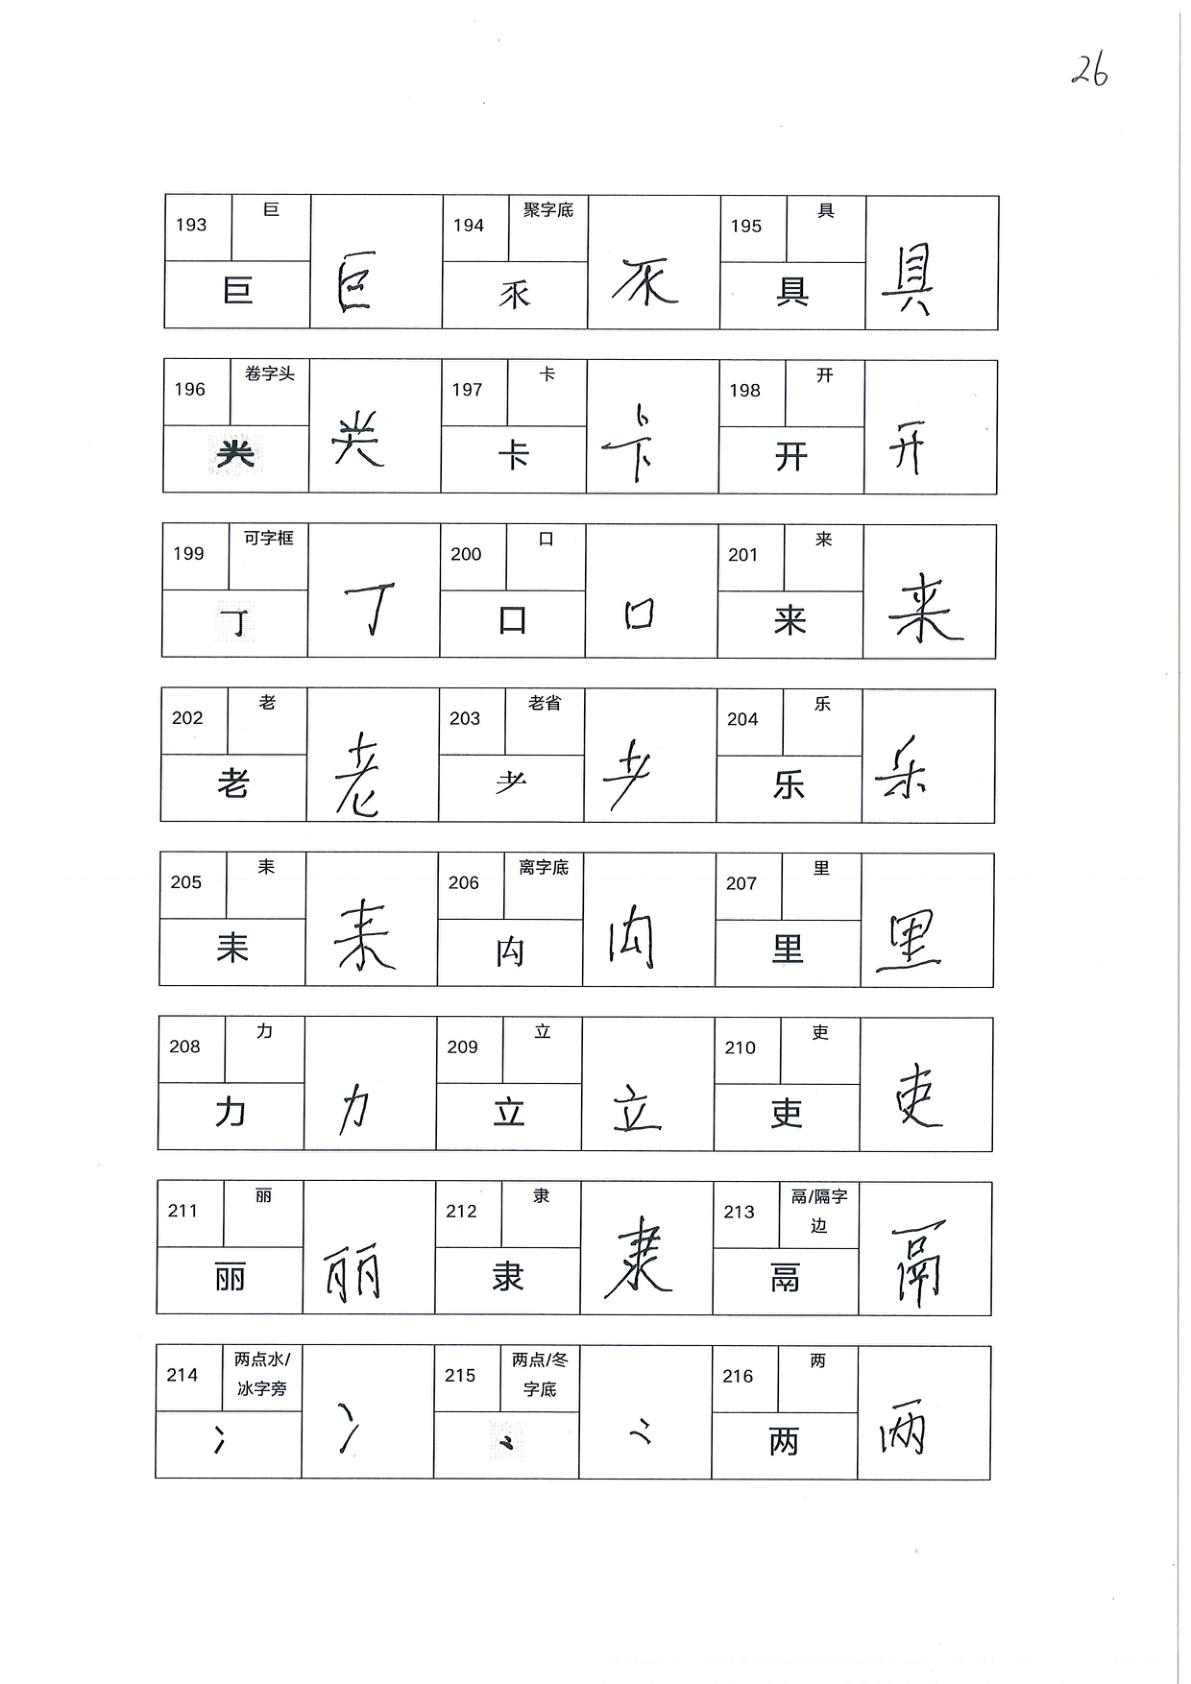 26
193 巨 194 聚字底 195 具
巨 巨 乑 乑 具 具
196 卷字头 197 卡 198 开
龹 龹 卡 卡 开 开
199 可字框 200 口 201 来
丁 丁 口 口 来 来
202 老 203 老省 204 乐
老 老 耂 耂 乐 乐
205 耒 206 离字底 207 里
耒 耒 禸 禸 里 里
208 力 209 立 210 吏
力 力 立 立 吏 吏
211 丽 212 隶 213 鬲/隔字
边
丽 丽 隶 隶 鬲 鬲
214 两点水/ 215 两点/冬 216 两
冰字旁 字底
冫 冫 ⺀ ⺀ 两 两